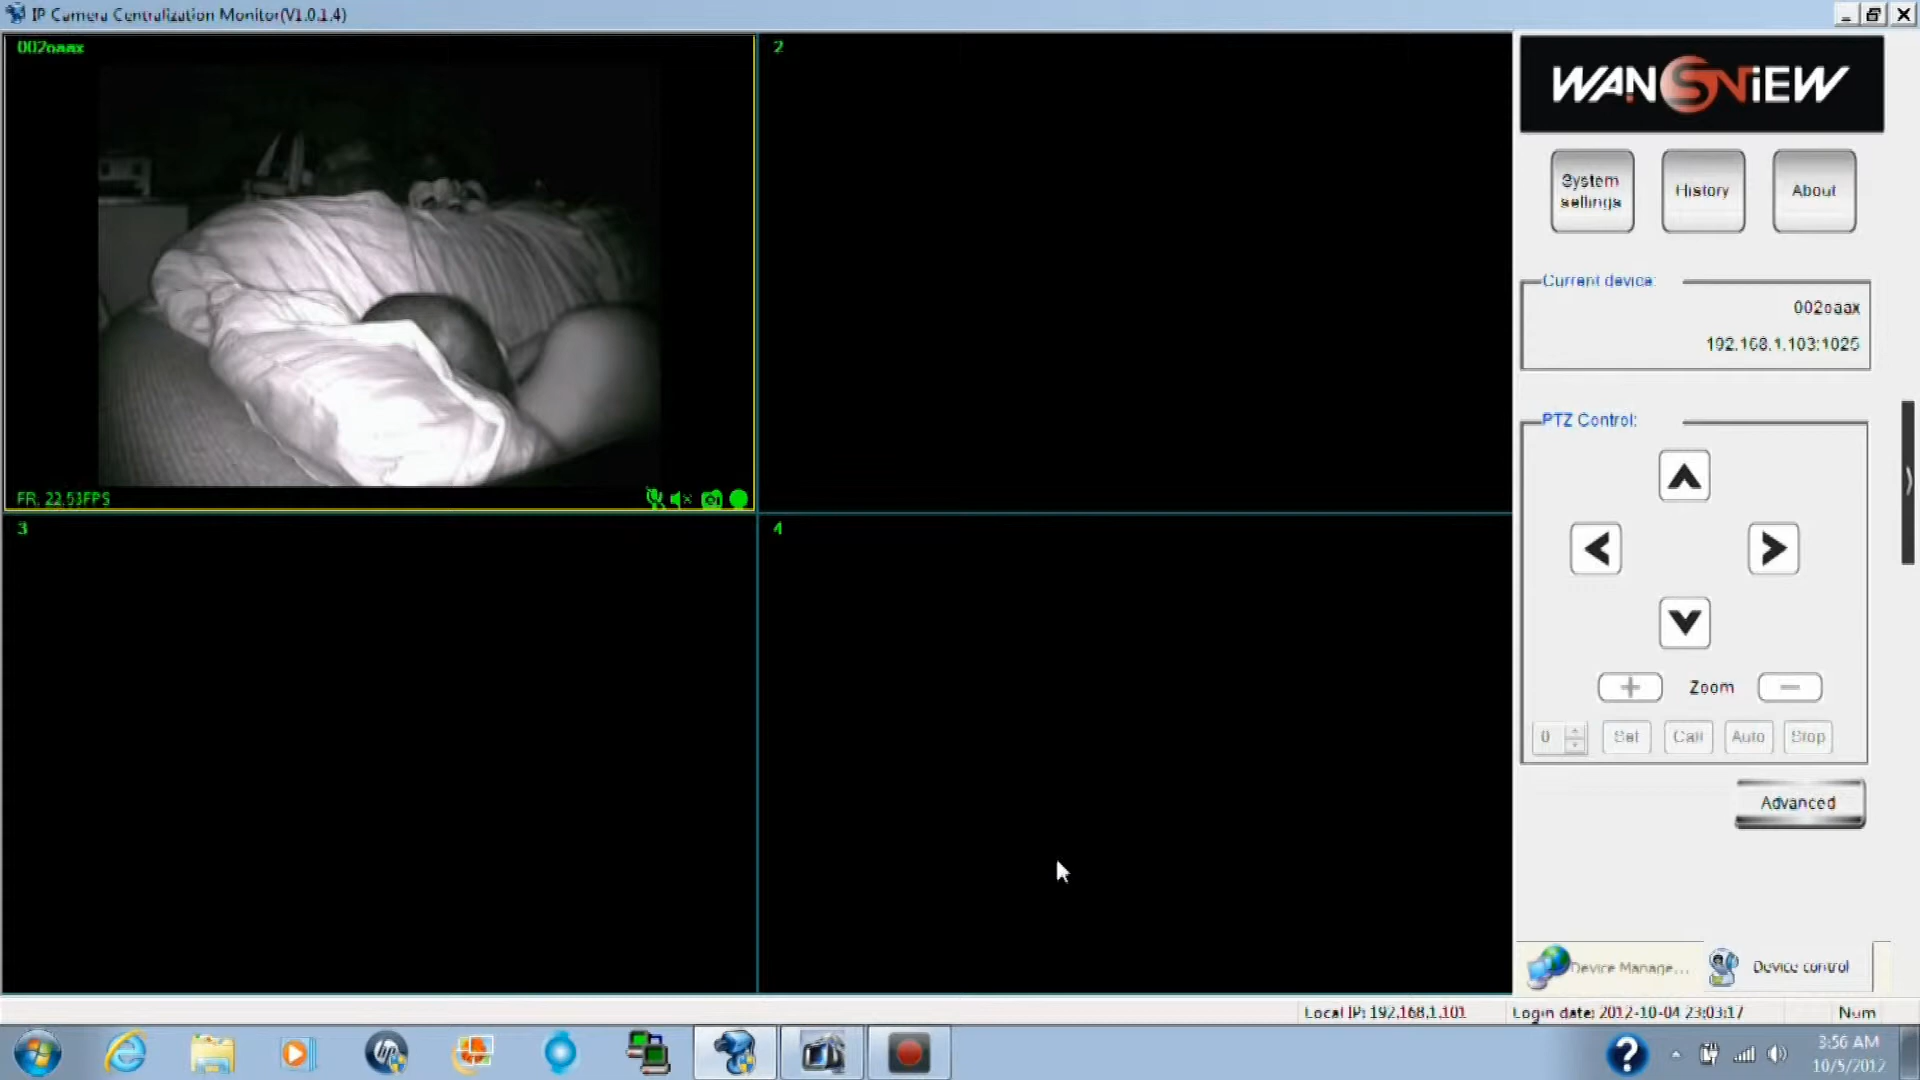 IP Camera Centralization Monitor(V1.0.1.4)
002oaax
2
WANSVIEW
System settings
History
About
Current device:
002oaax
192.168.1.103:1025
PTZ Control:
FR: 22.53FPS
3
4
Zoom
0
Set
Call
Auto
Stop
Advanced
Device Manage...
Device control
Local IP: 192.168.1.101
Login date: 2012-10-04 23:03:17
Num
hp
?
3:56 AM
10/5/2012